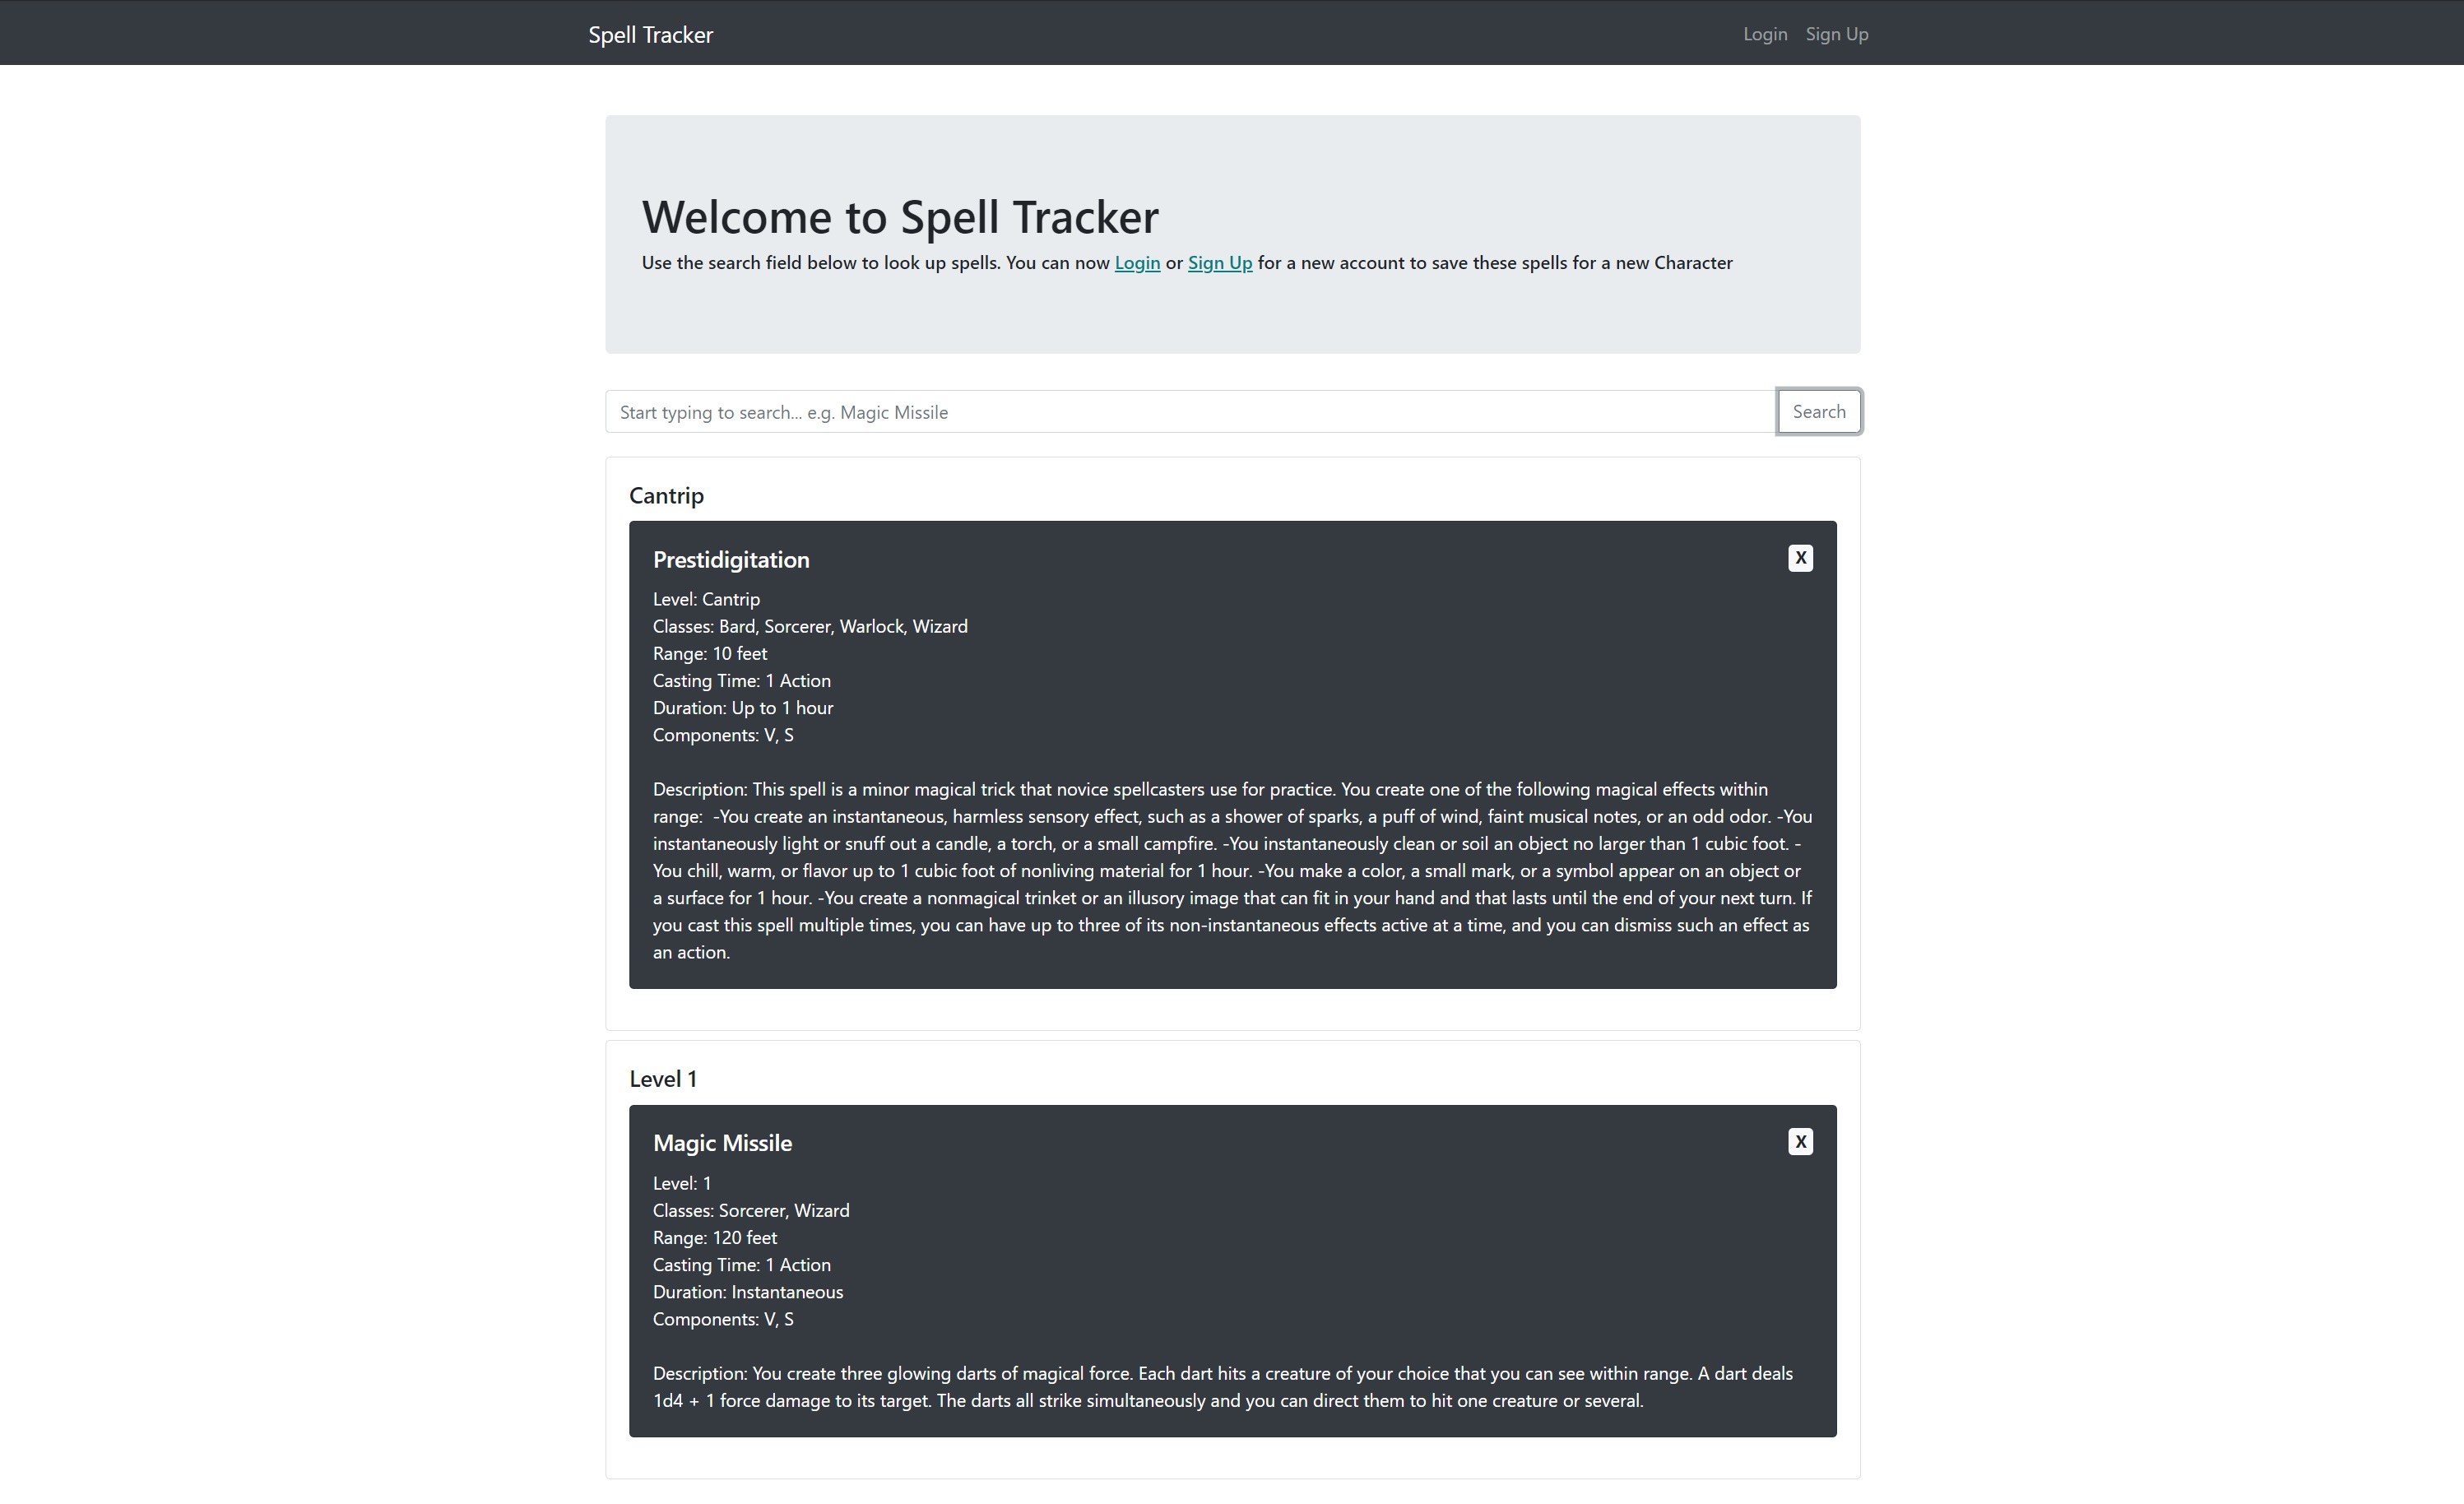 Spell Tracker
Login Sign Up
Welcome to Spell Tracker
Use the search field below to look up spells. You can now Login or Sign Up for a new account to save these spells for a new Character
Start typing to search... e.g. Magic Missile
Search
Cantrip
Prestidigitation
X
Level: Cantrip
Classes: Bard, Sorcerer, Warlock, Wizard
Range: 10 feet
Casting Time: 1 Action
Duration: Up to 1 hour
Components: V, S
Description: This spell is a minor magical trick that novice spellcasters use for practice. You create one of the following magical effects within
range:  -You create an instantaneous, harmless sensory effect, such as a shower of sparks, a puff of wind, faint musical notes, or an odd odor. -You
instantaneously light or snuff out a candle, a torch, or a small campfire. -You instantaneously clean or soil an object no larger than 1 cubic foot. -
You chill, warm, or flavor up to 1 cubic foot of nonliving material for 1 hour. -You make a color, a small mark, or a symbol appear on an object or
a surface for 1 hour. -You create a nonmagical trinket or an illusory image that can fit in your hand and that lasts until the end of your next turn. If
you cast this spell multiple times, you can have up to three of its non-instantaneous effects active at a time, and you can dismiss such an effect as
an action.
Level 1
Magic Missile
X
Level: 1
Classes: Sorcerer, Wizard
Range: 120 feet
Casting Time: 1 Action
Duration: Instantaneous
Components: V, S
Description: You create three glowing darts of magical force. Each dart hits a creature of your choice that you can see within range. A dart deals
1d4 + 1 force damage to its target. The darts all strike simultaneously and you can direct them to hit one creature or several.